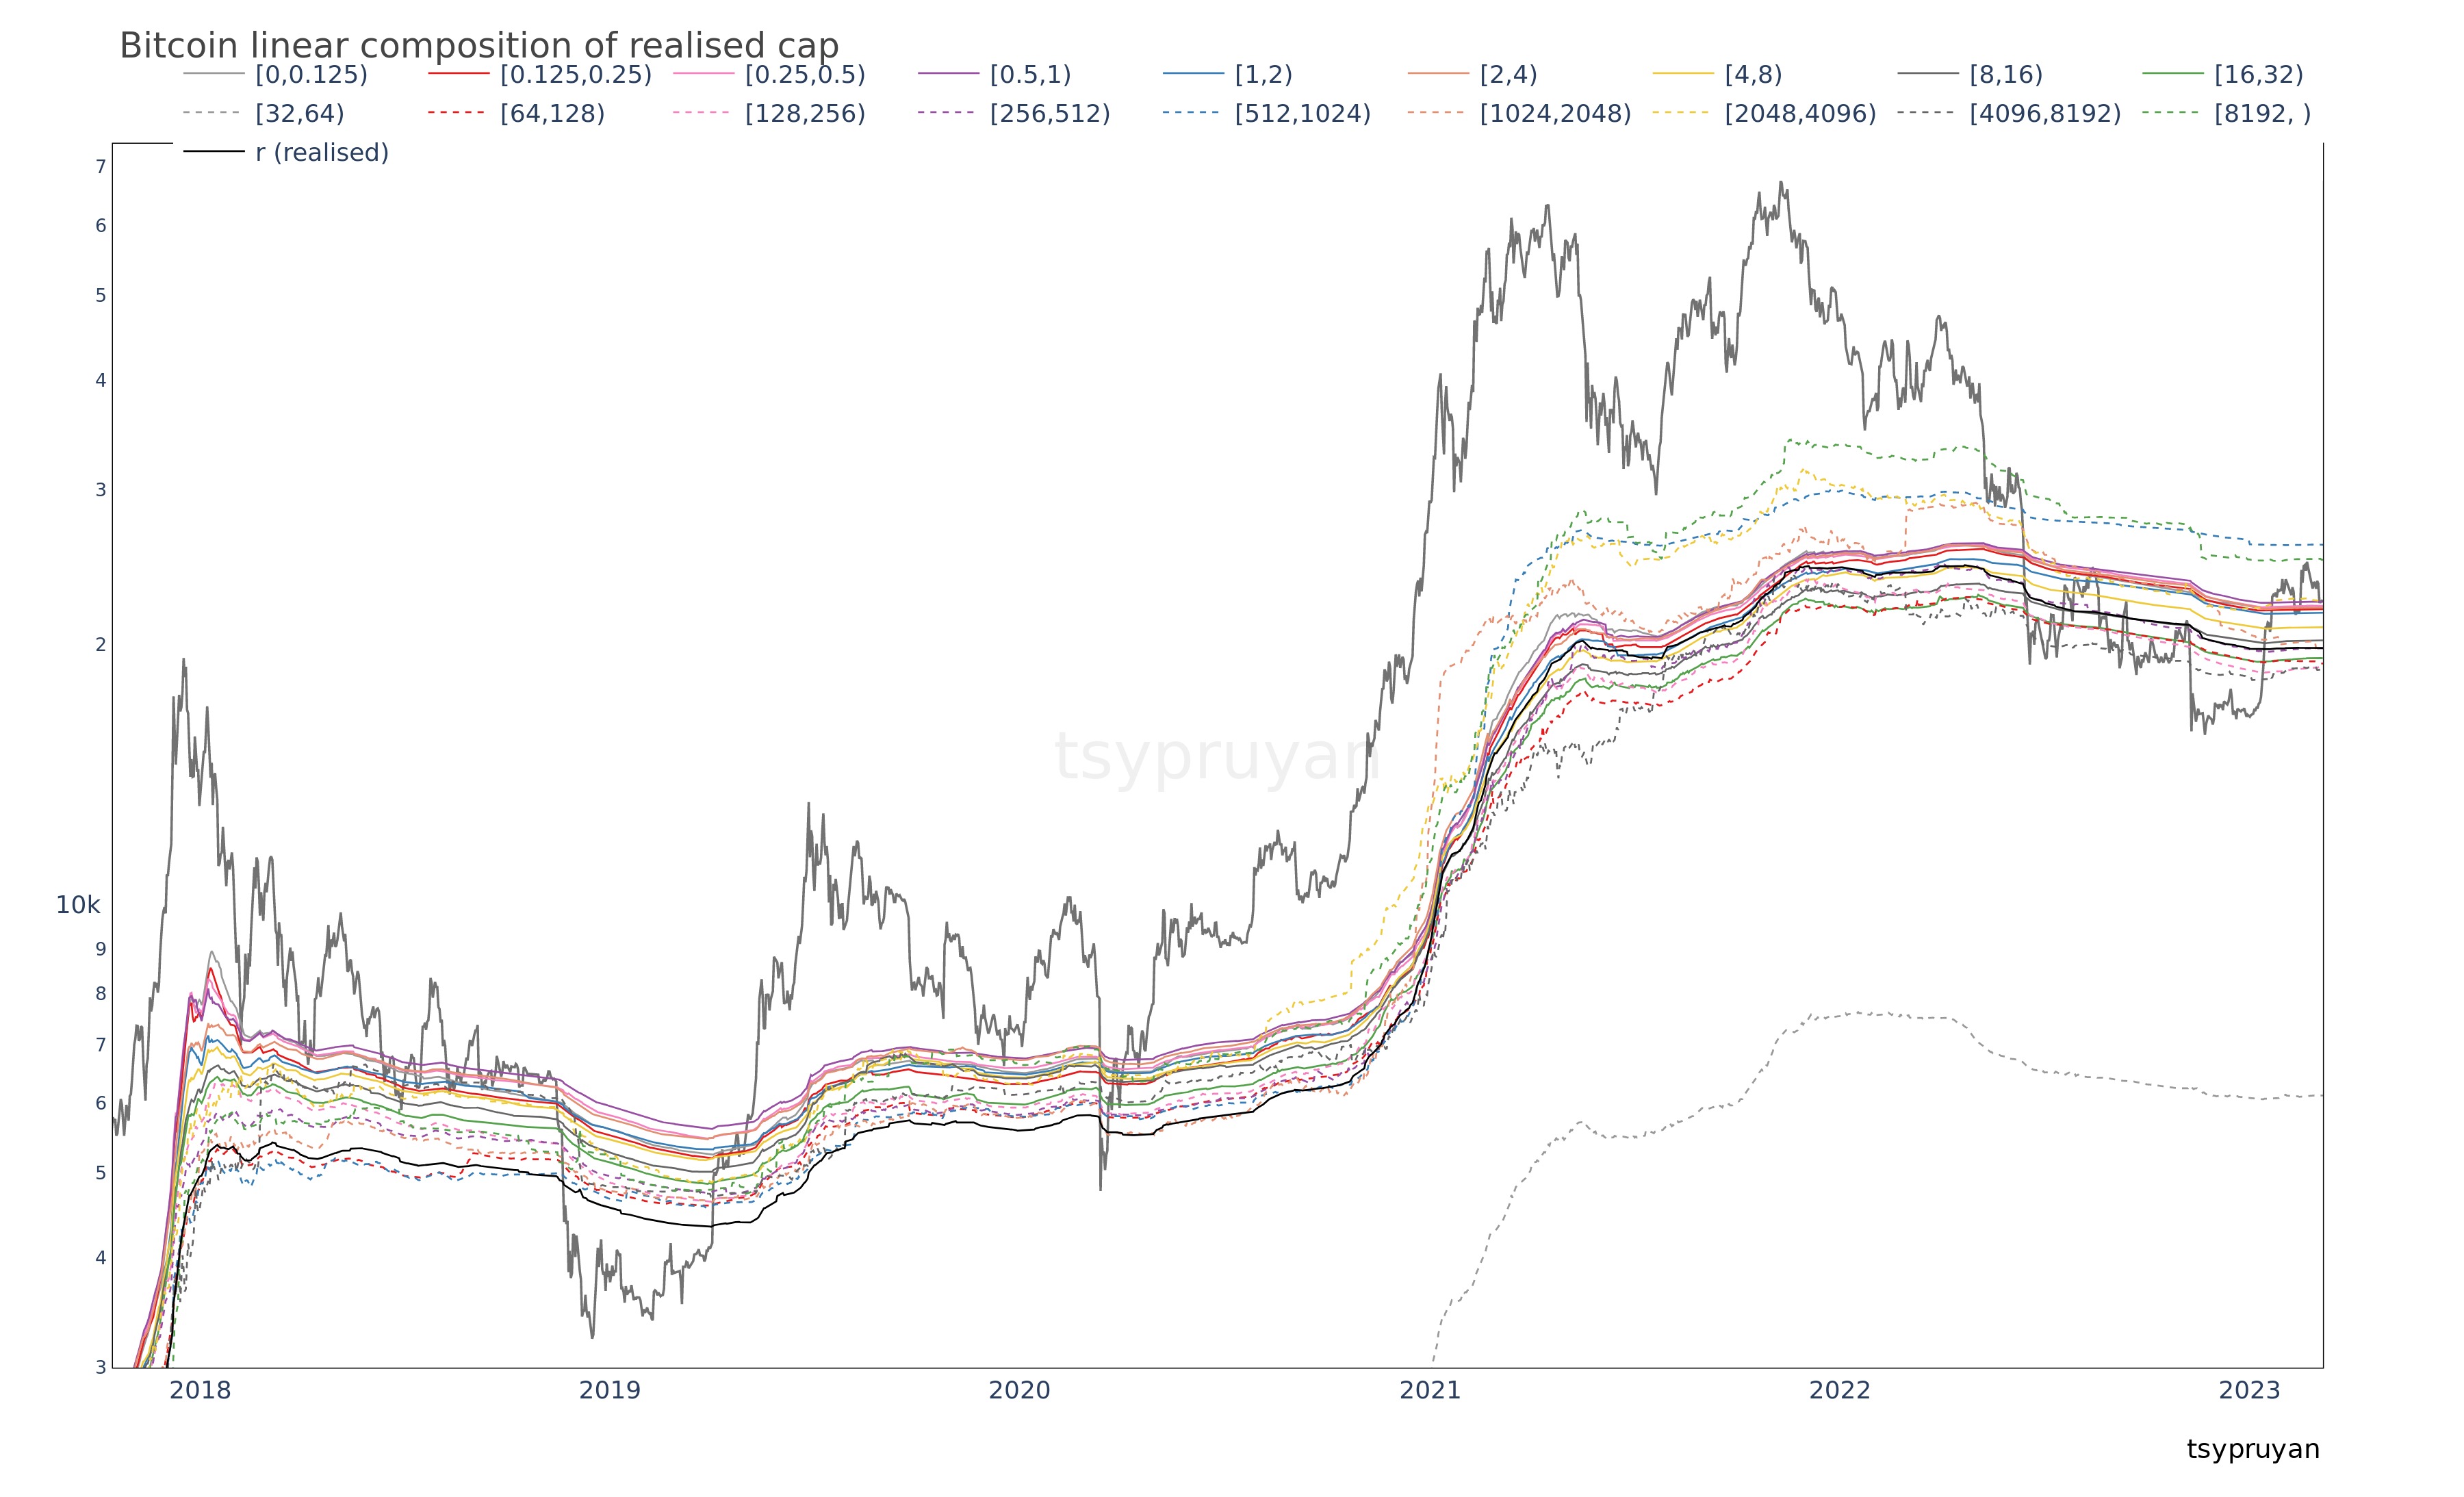 Bitcoin linear composition of realised cap
[0,0.125) [0.125,0.25) [0.25,0.5) [0.5,1) [1,2) [2,4) [4,8) [8,16) [16,32)
[32,64) [64,128) [128,256) [256,512) [512,1024) [1024,2048) [2048,4096) [4096,8192) [8192, )
r (realised)
7
6
5
4
3
2
tsypruyan
10k
9
8
7
6
5
4
3
2018 2019 2020 2021 2022 2023
tsypruyan